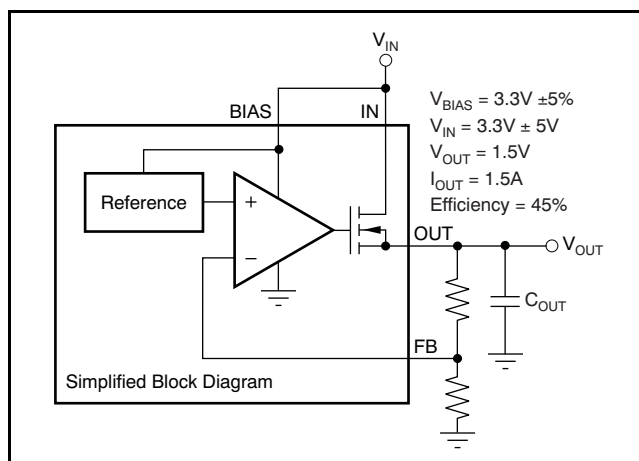 V_IN
BIAS
IN
V_BIAS = 3.3V ±5%
V_IN = 3.3V ± 5V
V_OUT = 1.5V
I_OUT = 1.5A
Efficiency = 45%
Reference
+
−
OUT
V_OUT
C_OUT
FB
Simplified Block Diagram